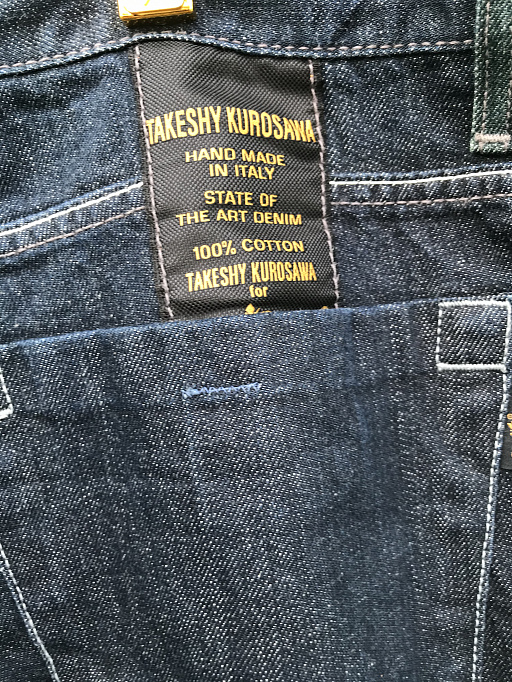 TAKESHY KUROSAWA
HAND MADE
IN ITALY
STATE OF
THE ART DENIM
100% COTTON
TAKESHY KUROSAWA
for